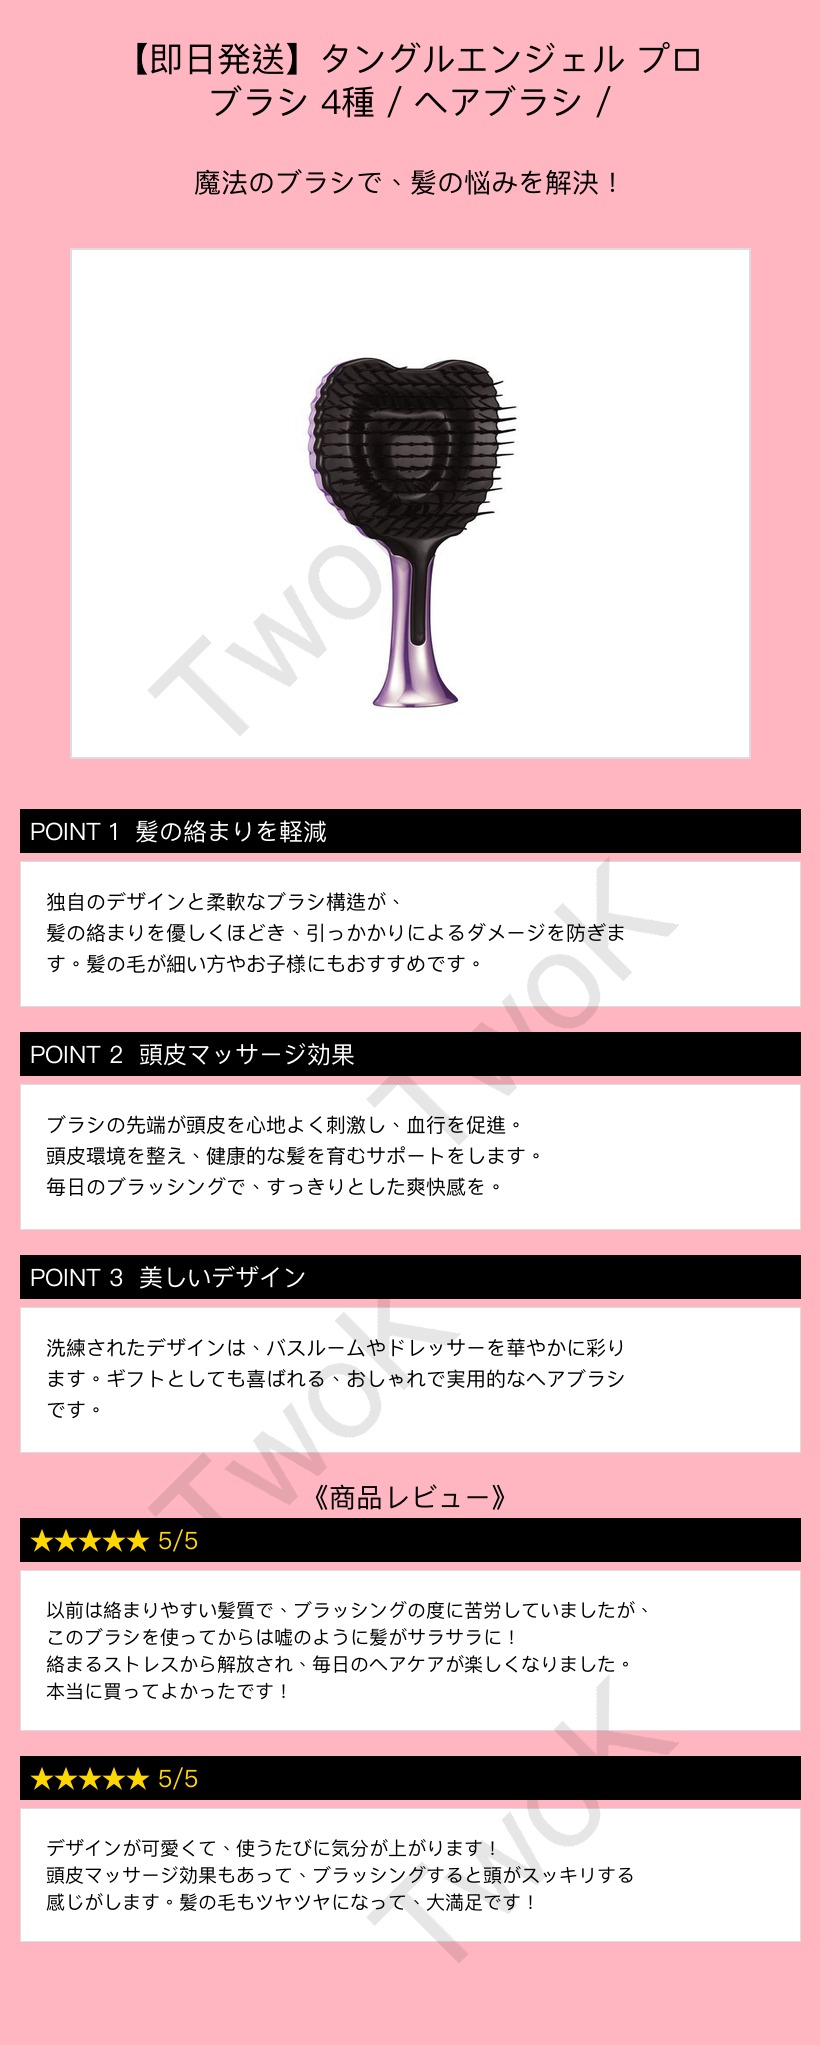 【即日発送】タングルエンジェル プロ
ブラシ 4種 / ヘアブラシ /
魔法のブラシで、髪の悩みを解決！
TwoK
POINT 1 髪の絡まりを軽減
独自のデザインと柔軟なブラシ構造が、
髪の絡まりを優しくほどき、引っかかりによるダメージを防ぎま
す。髪の毛が細い方やお子様にもおすすめです。
TwoK
POINT 2 頭皮マッサージ効果
ブラシの先端が頭皮を心地よく刺激し、血行を促進。
頭皮環境を整え、健康的な髪を育むサポートをします。
毎日のブラッシングで、すっきりとした爽快感を。
POINT 3 美しいデザイン
洗練されたデザインは、バスルームやドレッサーを華やかに彩り
ます。ギフトとしても喜ばれる、おしゃれで実用的なヘアブラシ
です。
TwoK
《商品レビュー》
★★★★★ 5/5
以前は絡まりやすい髪質で、ブラッシングの度に苦労していましたが、
このブラシを使ってからは嘘のように髪がサラサラに！
絡まるストレスから解放され、毎日のヘアケアが楽しくなりました。
本当に買ってよかったです！
★★★★★ 5/5
デザインが可愛くて、使うたびに気分が上がります！
頭皮マッサージ効果もあって、ブラッシングすると頭がスッキリする
感じがします。髪の毛もツヤツヤになって、大満足です！
TwoK